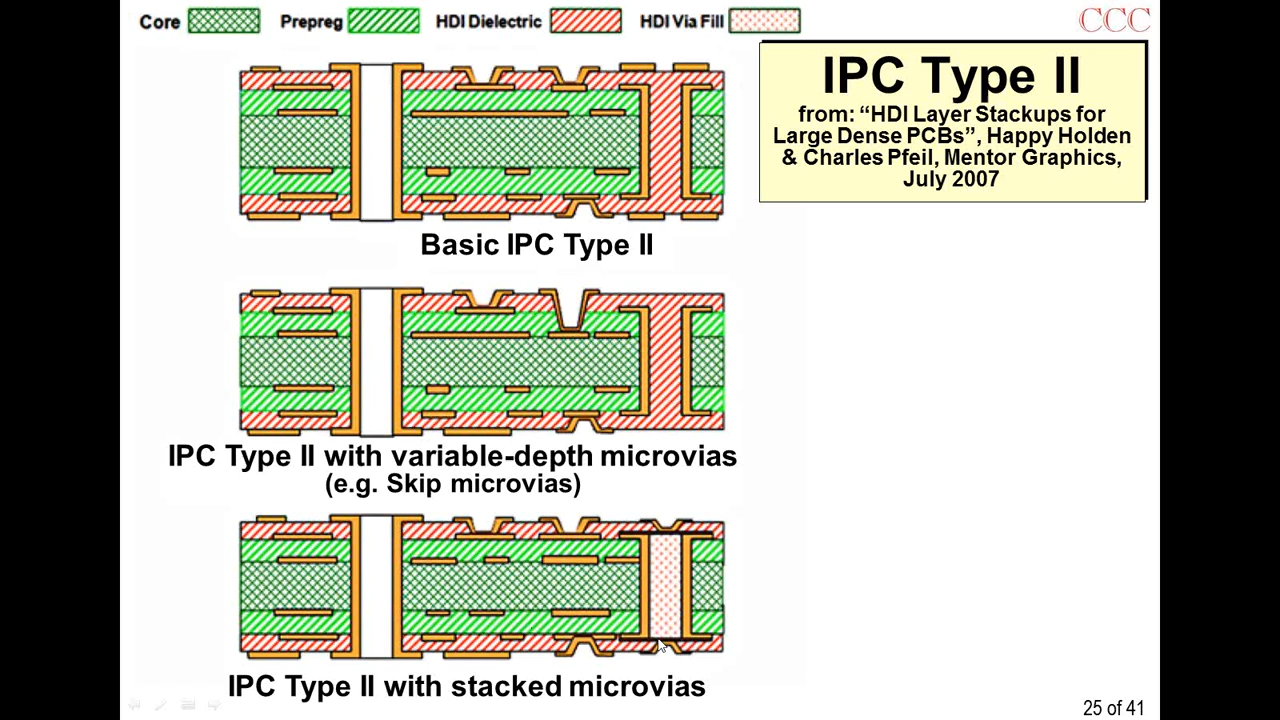 Core Prepreg HDI Dielectric HDI Via Fill
CCC
IPC Type II
from: “HDI Layer Stackups for
Large Dense PCBs”, Happy Holden
& Charles Pfeil, Mentor Graphics,
July 2007
Basic IPC Type II
IPC Type II with variable-depth microvias
(e.g. Skip microvias)
IPC Type II with stacked microvias
25 of 41